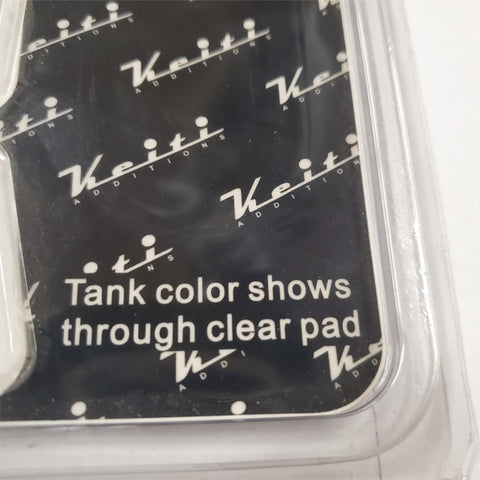 Keiti
ADDITIONS
Keiti
ADDITIONS
Keiti
ADDITIONS
Keiti
ADDITIONS
Keiti
ADDITIONS
Tank color shows
through clear pad